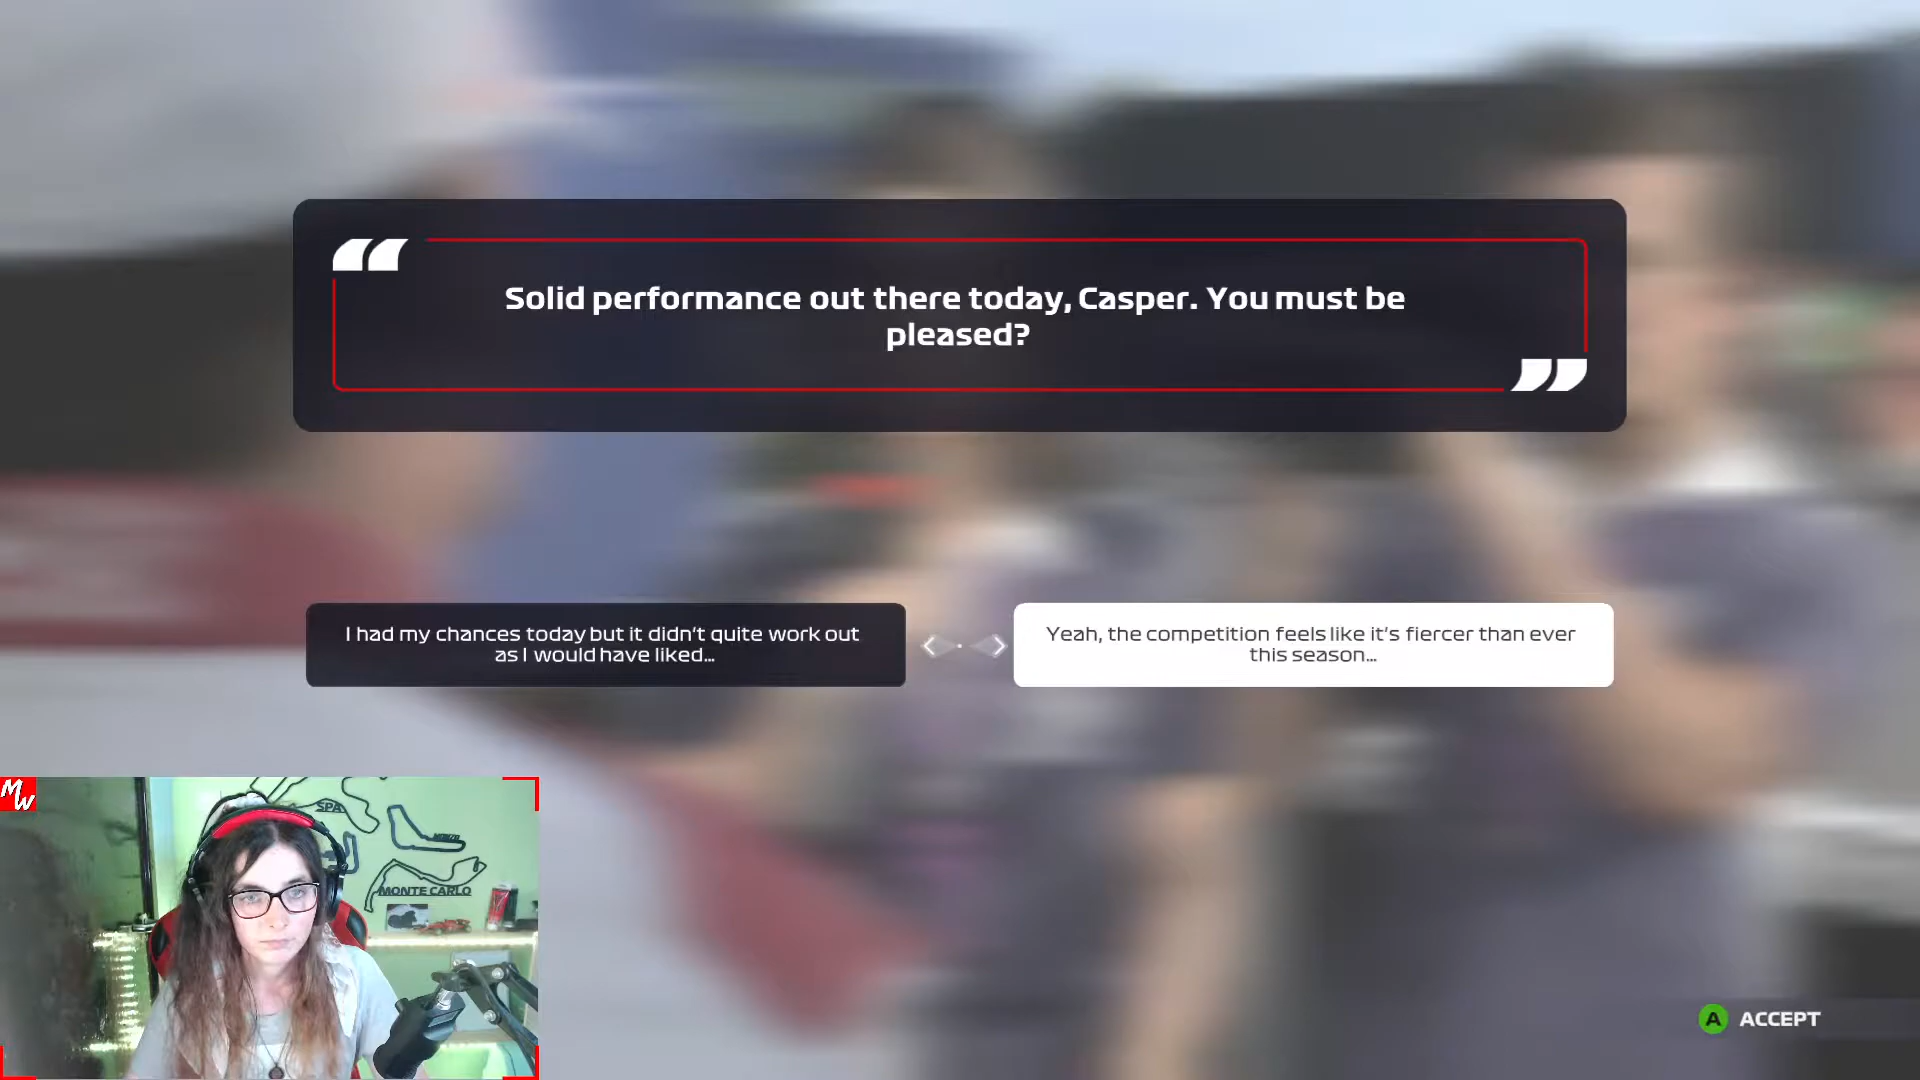 Solid performance out there today, Casper. You must be
pleased?
I had my chances today but it didn't quite work out
as I would have liked...
Yeah, the competition feels like it's fiercer than ever
this season...
MW
SPA
MONZA
MONTE CARLO
A ACCEPT